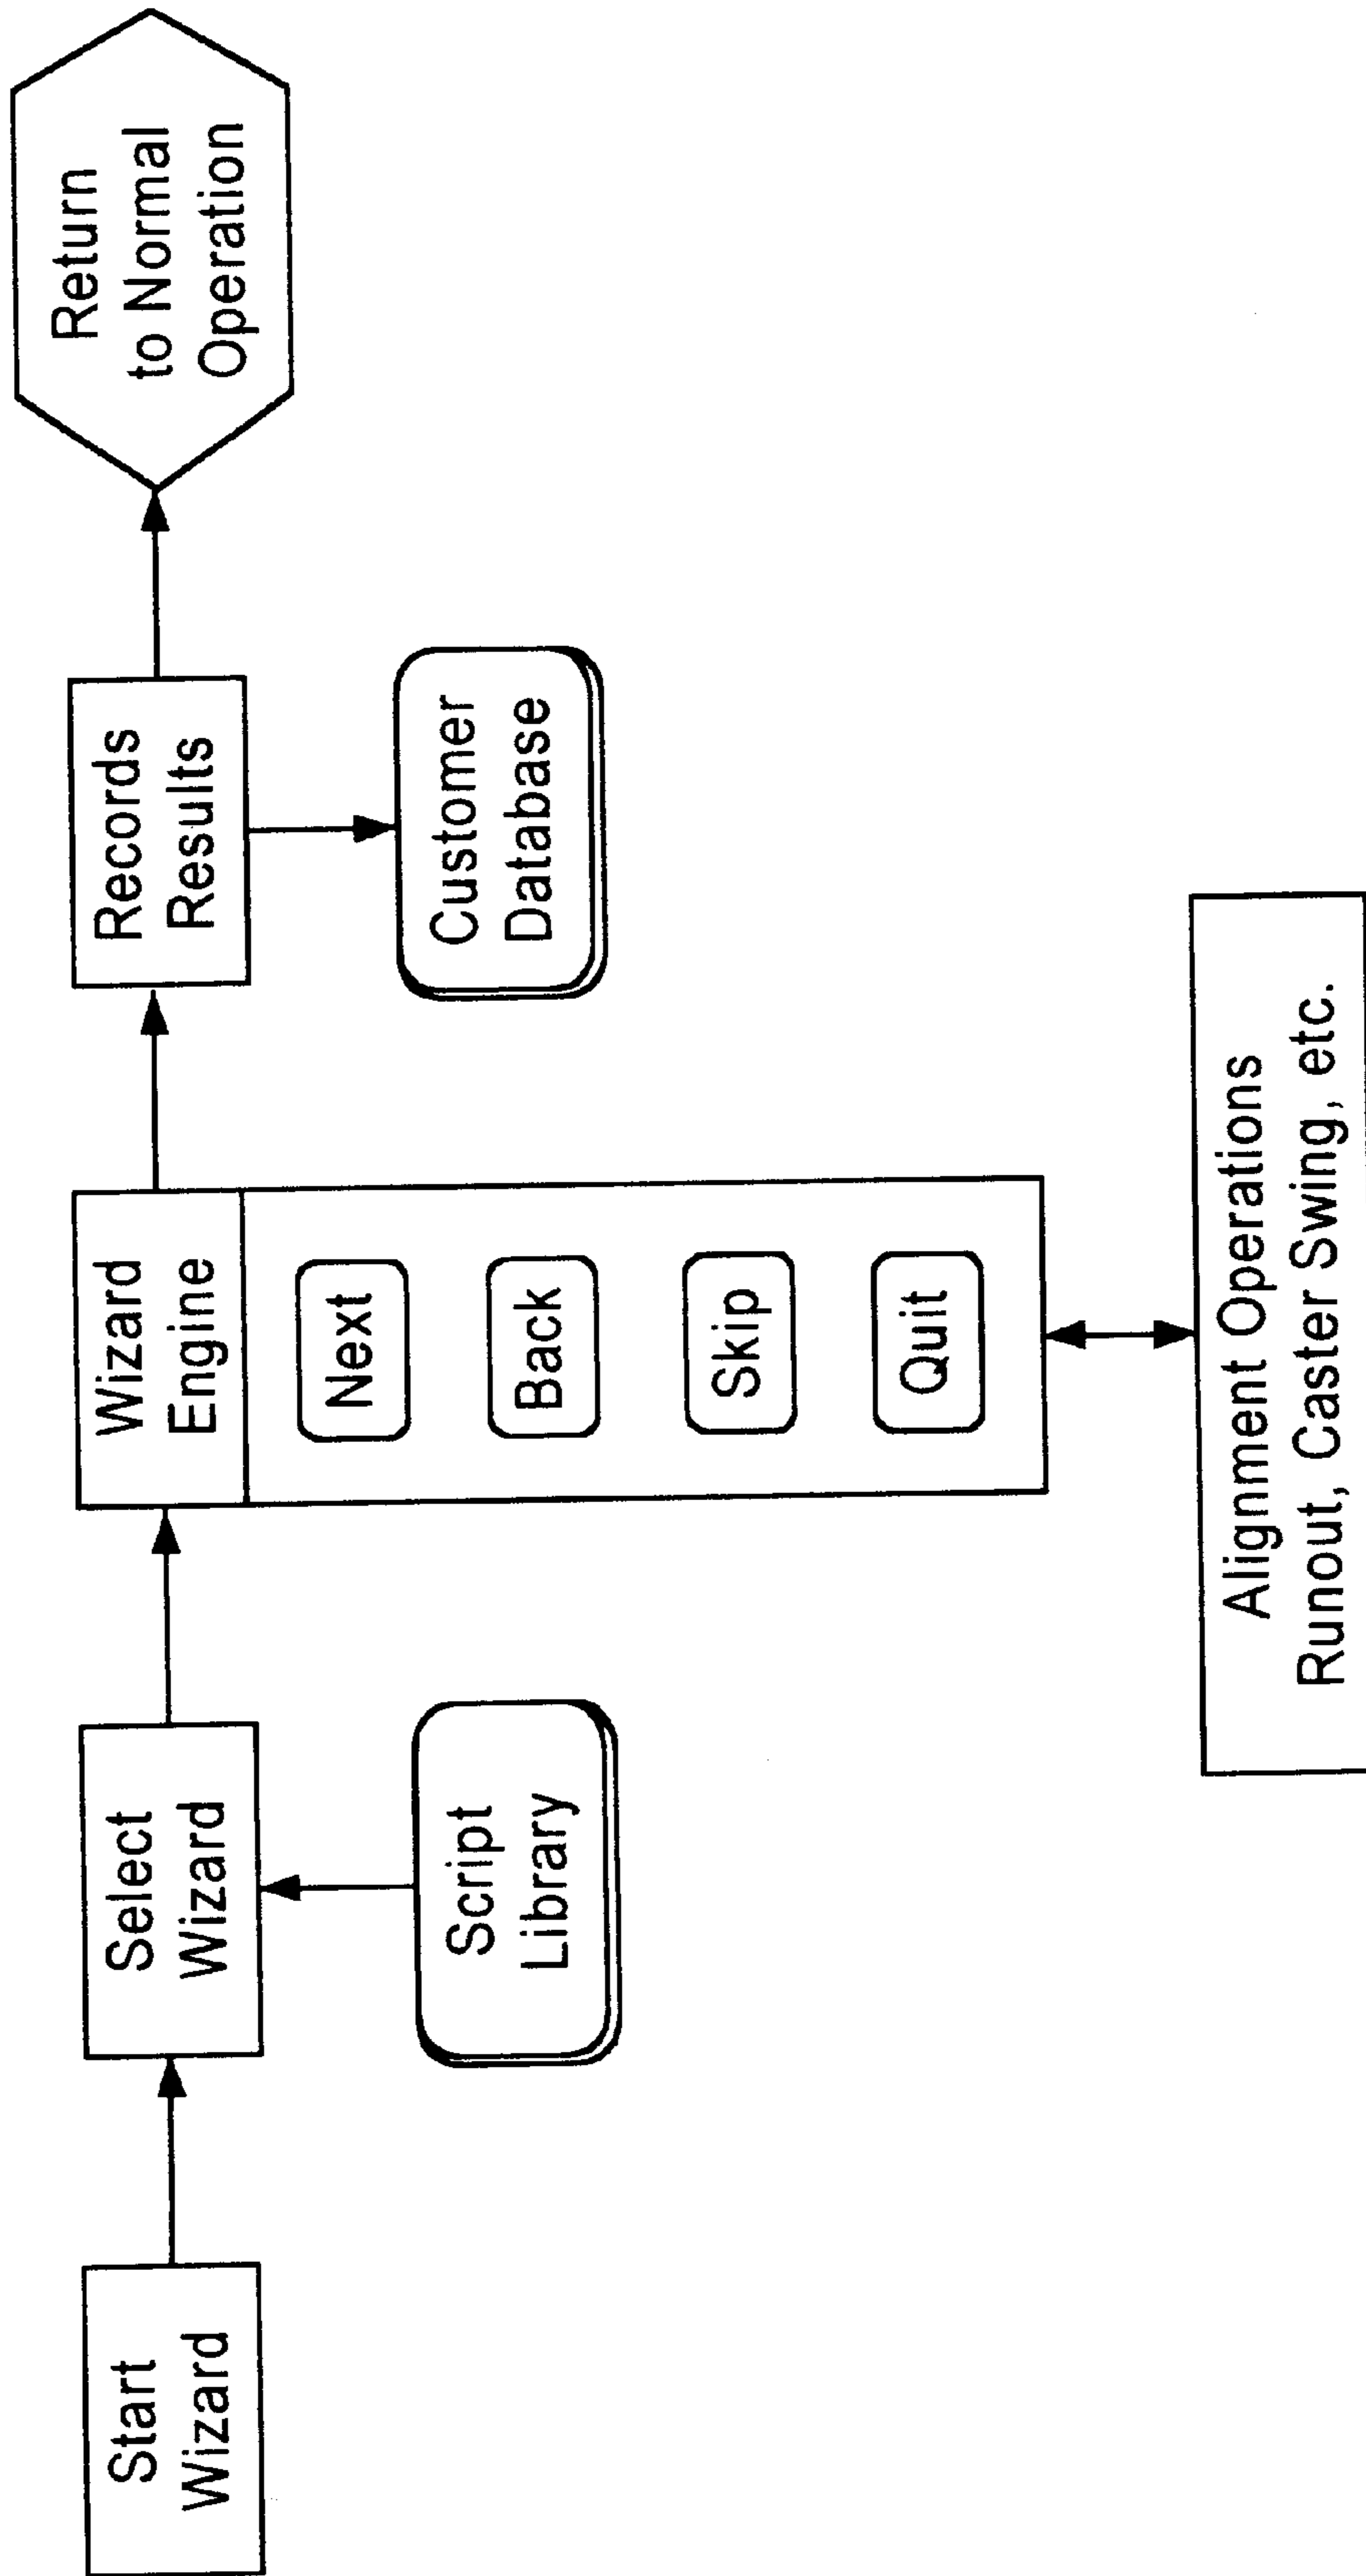 Start
Wizard
Select
Wizard
Script
Library
Wizard
Engine
Next
Back
Skip
Quit
Alignment Operations
Runout, Caster Swing, etc.
Records
Results
Customer
Database
Return
to Normal
Operation